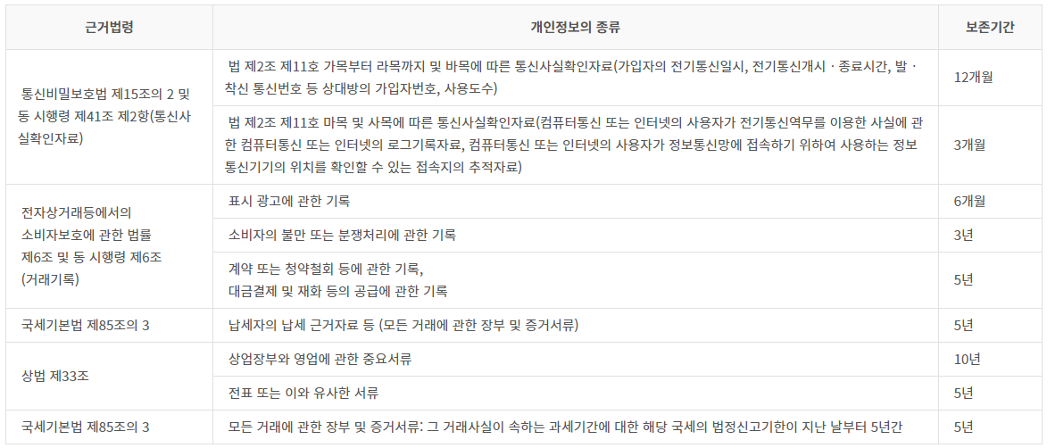 근거법령 개인정보의 종류 보존기간
통신비밀보호법 제15조의 2 및
동 시행령 제41조 제2항(통신사
실확인자료)
법 제2조 제11호 가목부터 라목까지 및 바목에 따른 통신사실확인자료(가입자의 전기통신일시, 전기통신개시ㆍ종료시간, 발ㆍ
착신 통신번호 등 상대방의 가입자번호, 사용도수)
12개월
법 제2조 제11호 마목 및 사목에 따른 통신사실확인자료(컴퓨터통신 또는 인터넷의 사용자가 전기통신역무를 이용한 사실에 관
한 컴퓨터통신 또는 인터넷의 로그기록자료, 컴퓨터통신 또는 인터넷의 사용자가 정보통신망에 접속하기 위하여 사용하는 정보
통신기기의 위치를 확인할 수 있는 접속지의 추적자료)
3개월
전자상거래등에서의
소비자보호에 관한 법률
제6조 및 동 시행령 제6조
(거래기록)
표시 광고에 관한 기록 6개월
소비자의 불만 또는 분쟁처리에 관한 기록 3년
계약 또는 청약철회 등에 관한 기록,
대금결제 및 재화 등의 공급에 관한 기록
5년
국세기본법 제85조의 3 납세자의 납세 근거자료 등 (모든 거래에 관한 장부 및 증거서류) 5년
상법 제33조
상업장부와 영업에 관한 중요서류 10년
전표 또는 이와 유사한 서류 5년
국세기본법 제85조의 3 모든 거래에 관한 장부 및 증거서류: 그 거래사실이 속하는 과세기간에 대한 해당 국세의 법정신고기한이 지난 날부터 5년간 5년